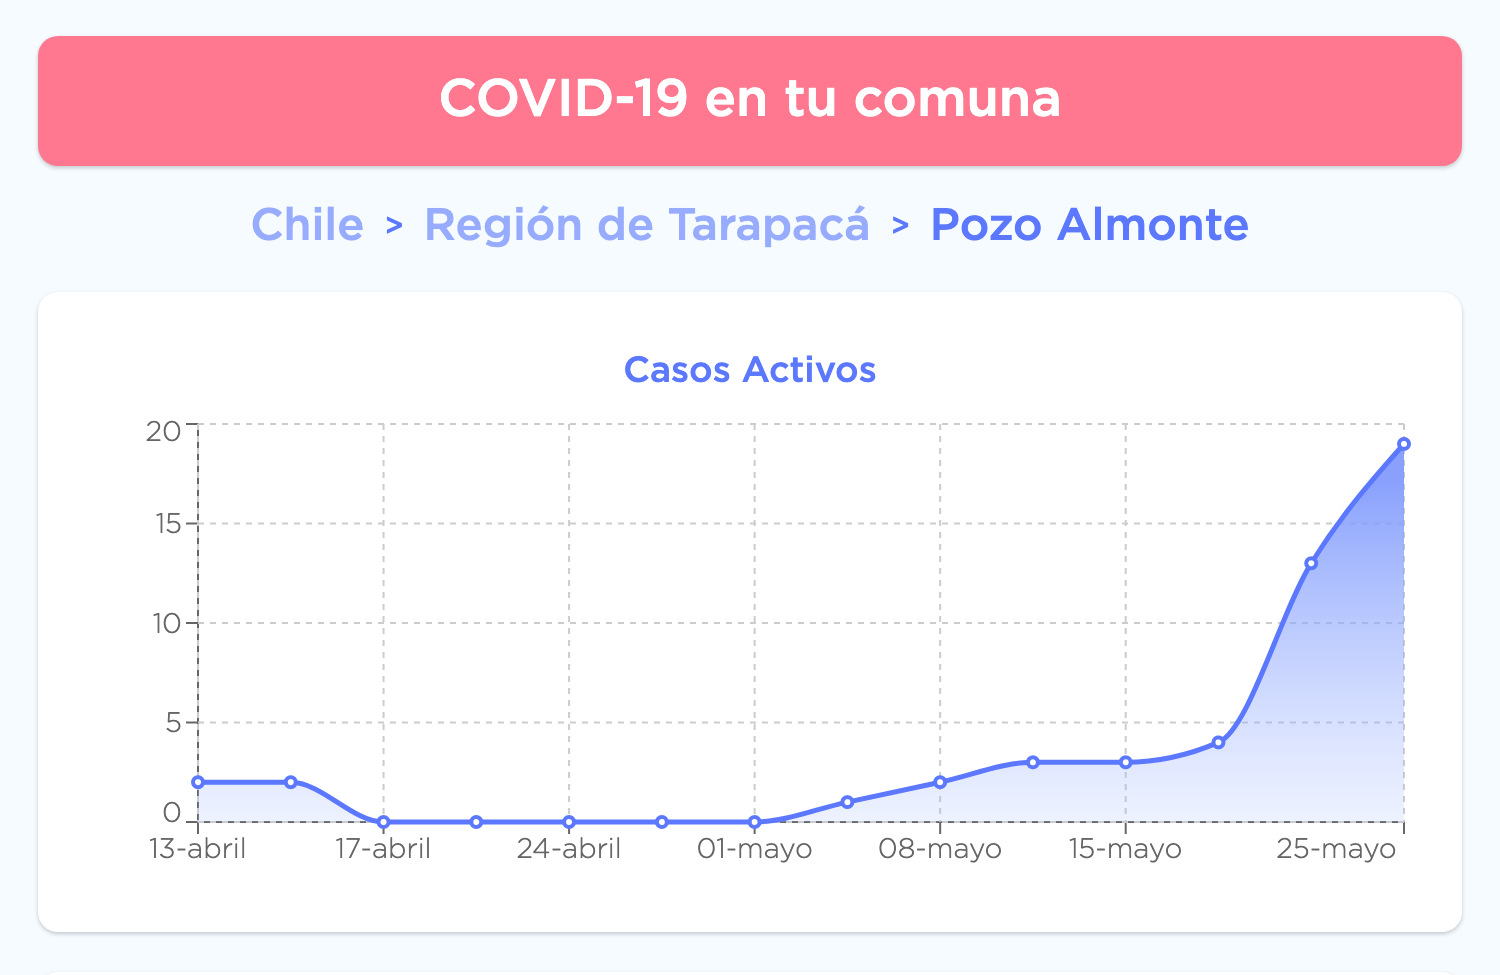 COVID-19 en tu comuna
Chile > Región de Tarapacá > Pozo Almonte
Casos Activos
20
15
10
5
0
13-abril 17-abril 24-abril 01-mayo 08-mayo 15-mayo 25-mayo